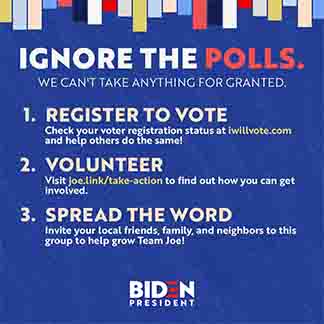 IGNORE THE POLLS.
WE CAN'T TAKE ANYTHING FOR GRANTED.
1. REGISTER TO VOTE
Check your voter registration status at iwillvote.com
and help others do the same!
2. VOLUNTEER
Visit joe.link/take-action to find out how you can get
involved.
3. SPREAD THE WORD
Invite your local friends, family, and neighbors to this
group to help grow Team Joe!
BIDEN
PRESIDENT